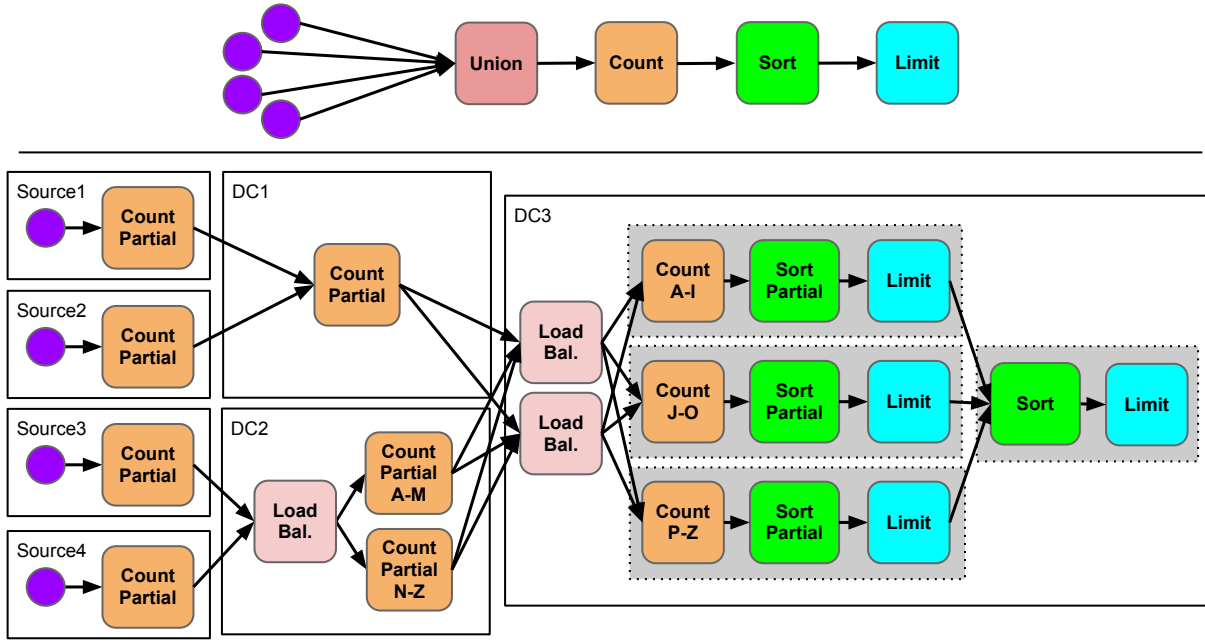 Union
Count
Sort
Limit
Source1
Count
Partial
Source2
Count
Partial
Source3
Count
Partial
Source4
Count
Partial
DC1
Count
Partial
DC2
Load
Bal.
Count
Partial
A-M
Count
Partial
N-Z
DC3
Load
Bal.
Load
Bal.
Count
A-I
Sort
Partial
Limit
Count
J-O
Sort
Partial
Limit
Count
P-Z
Sort
Partial
Limit
Sort
Limit